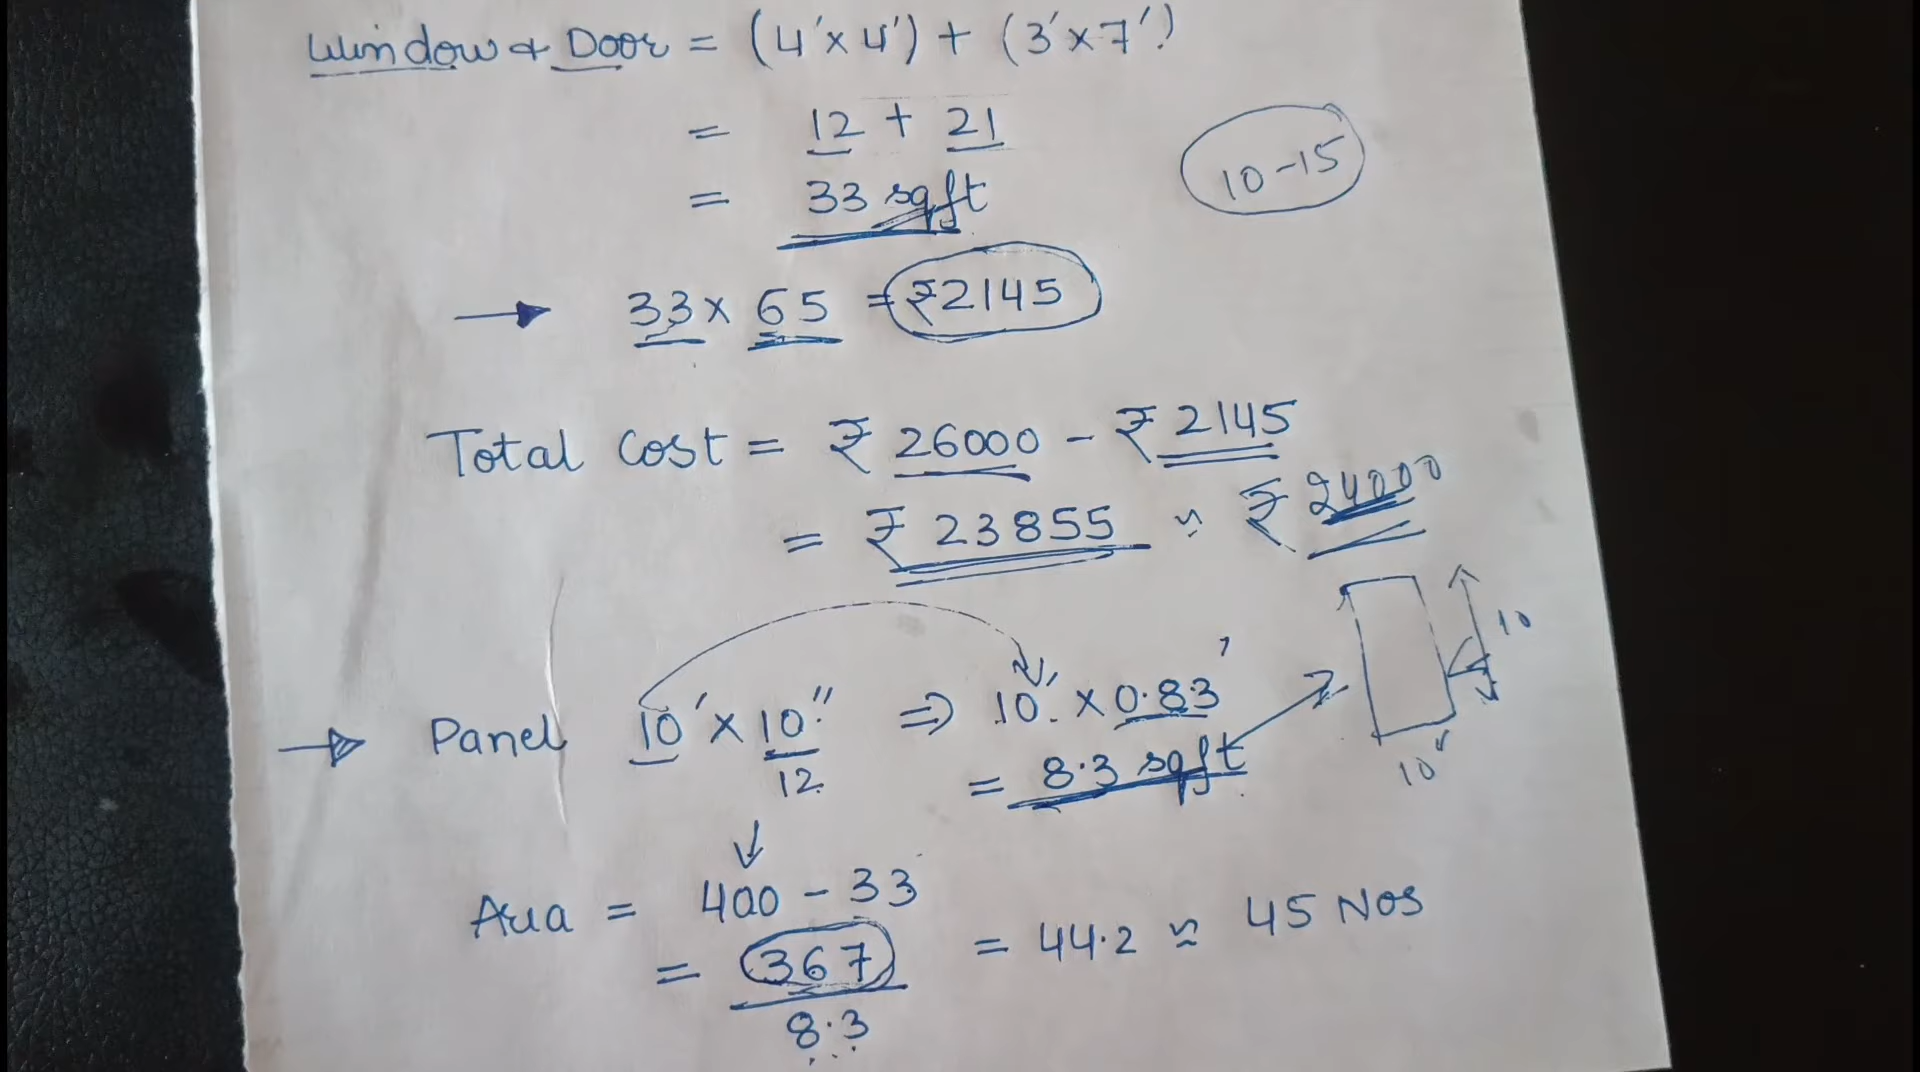 Window & Door = (4'x4') + (3'x7')
= 12 + 21
10-15
= 33 sqft
33 x 65 = ₹2145
Total Cost = ₹ 26000 - ₹ 2145
= ₹ 23855 ≈ ₹ 24000
10
Panel 10' x 10"/12 ⇒ 10' x 0.83'
= 8.3 sqft
10"
Area = 400 - 33
= 367/8.3 = 44.2 ≈ 45 Nos